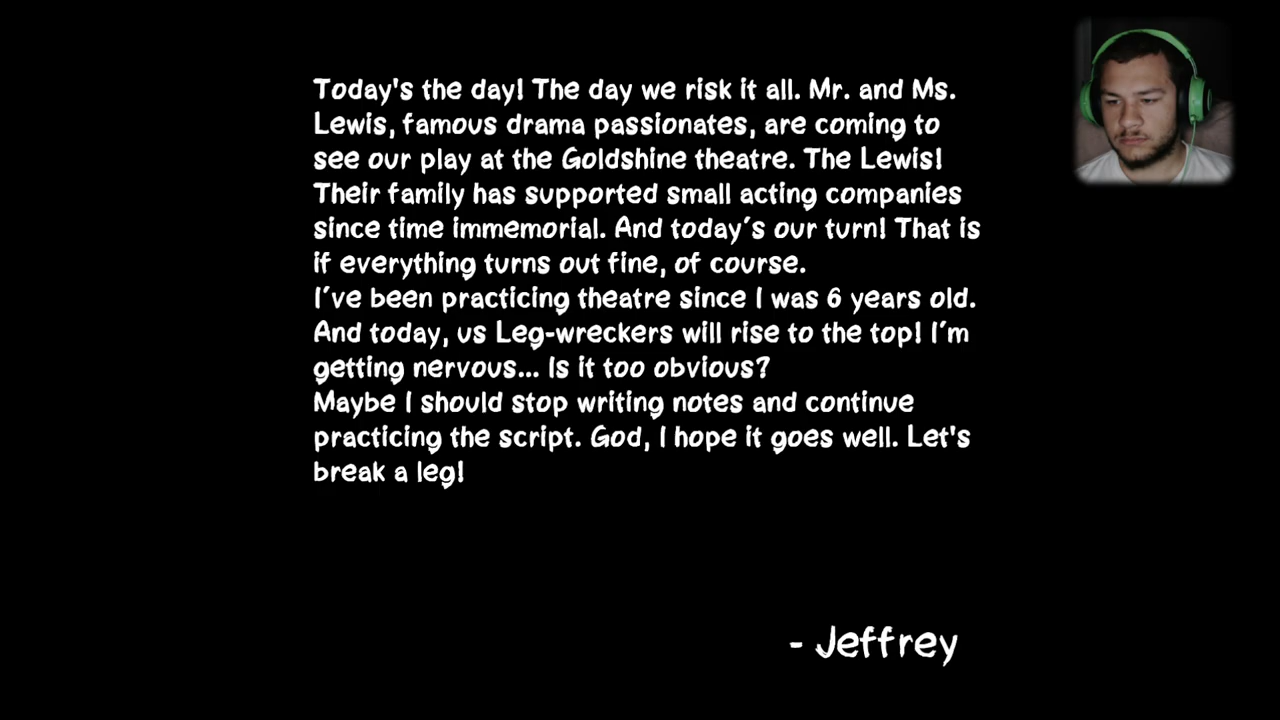 Today's the day! The day we risk it all. Mr. and Ms.
Lewis, famous drama passionates, are coming to
see our play at the Goldshine theatre. The Lewis!
Their family has supported small acting companies
since time immemorial. And today´s our turn! That is
if everything turns out fine, of course.
I´ve been practicing theatre since I was 6 years old.
And today, us Leg-wreckers will rise to the top! I´m
getting nervous... Is it too obvious?
Maybe I should stop writing notes and continue
practicing the script. God, I hope it goes well. Let's
break a leg!
- Jeffrey